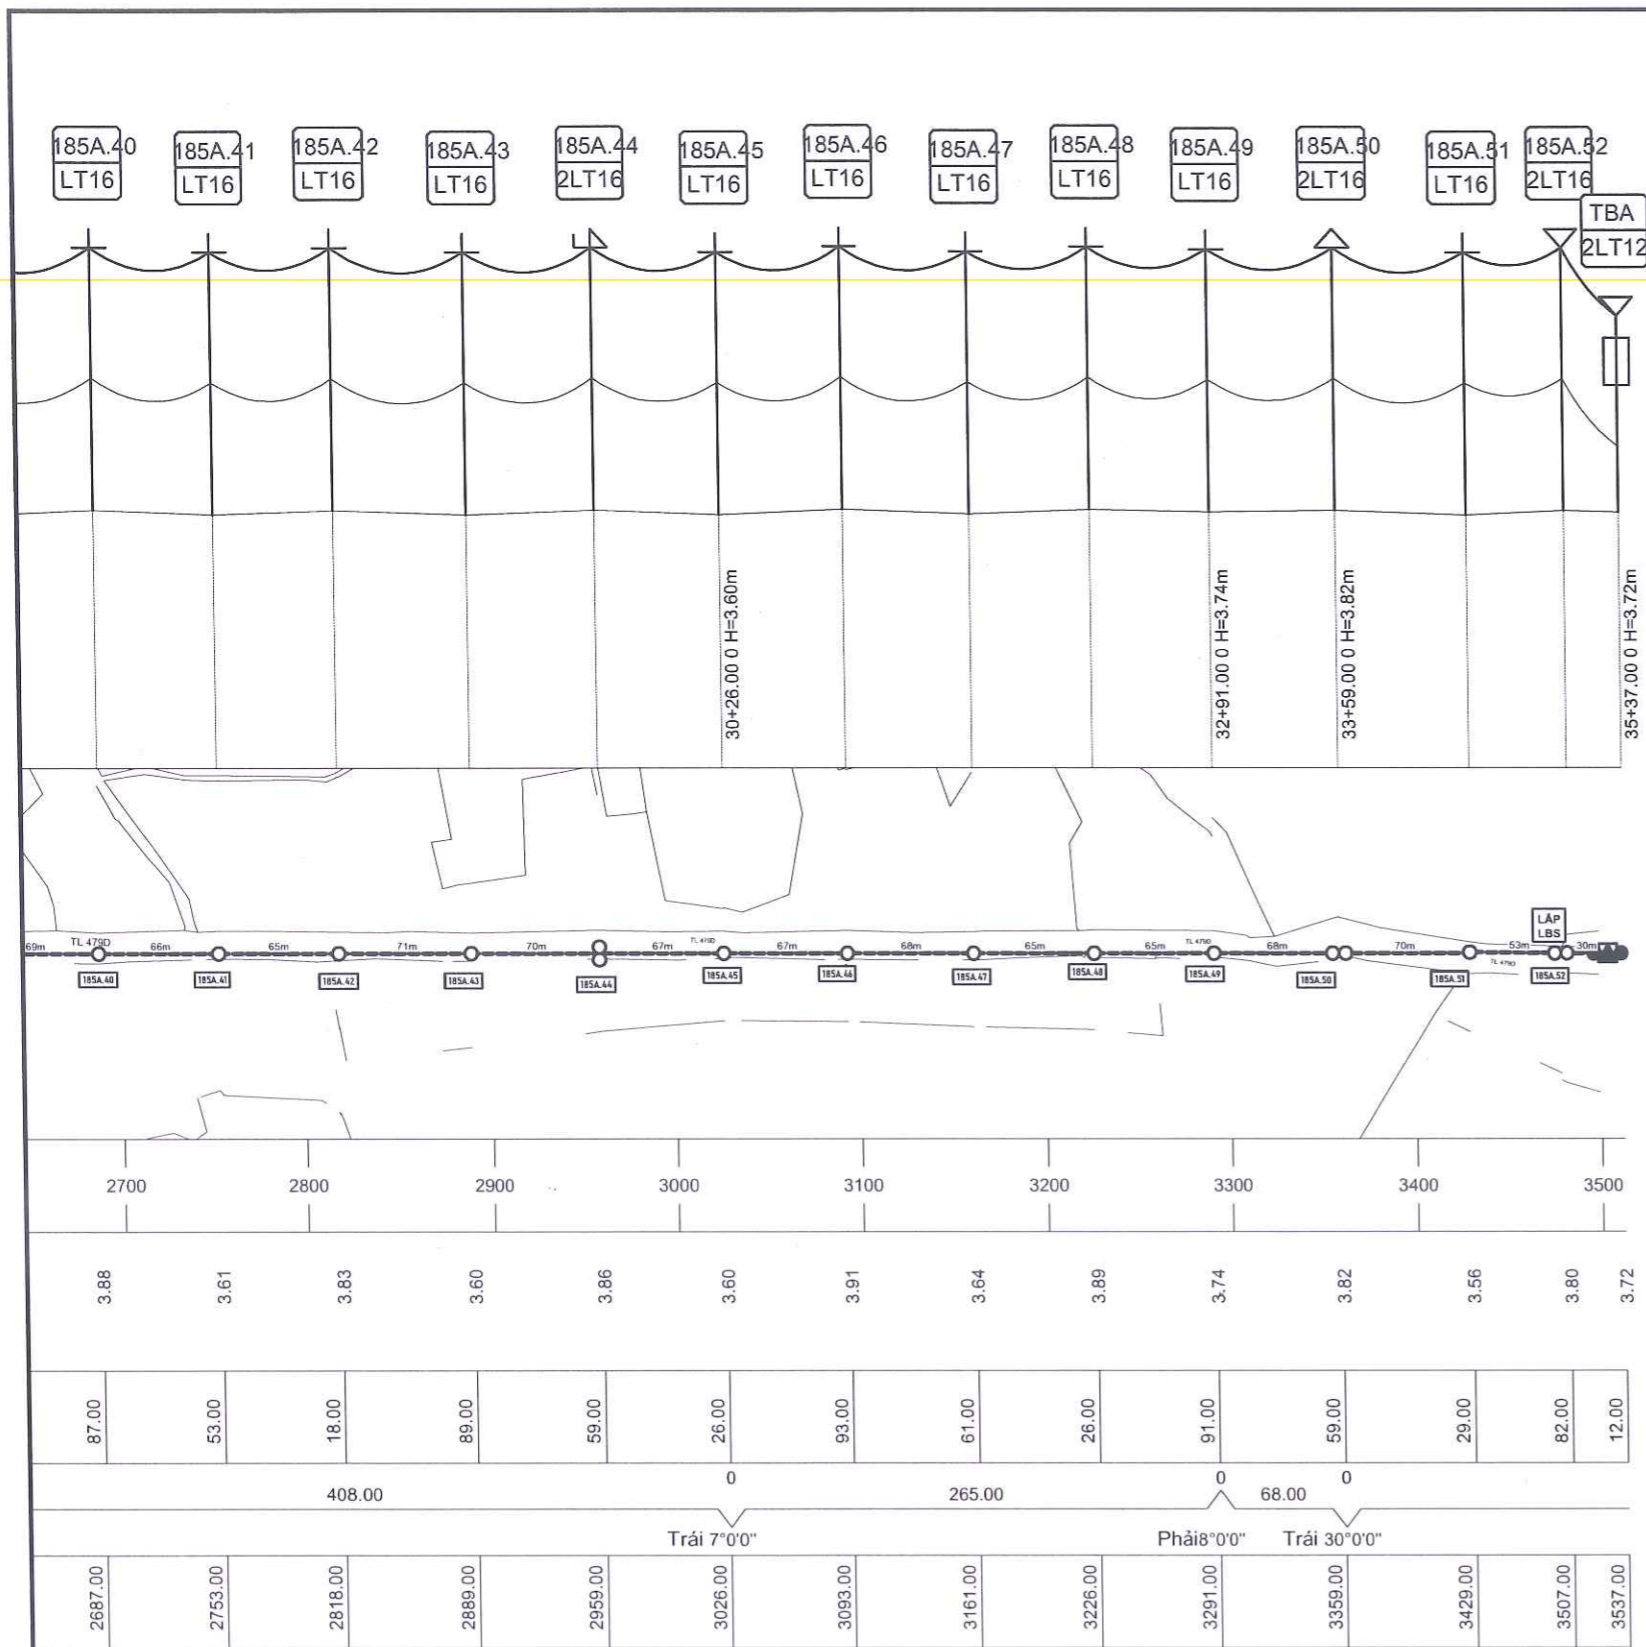 185A.40
LT16
185A.41
LT16
185A.42
LT16
185A.43
LT16
185A.44
2LT16
185A.45
LT16
185A.46
LT16
185A.47
LT16
185A.48
LT16
185A.49
LT16
185A.50
2LT16
185A.51
LT16
185A.52
2LT16
TBA
2LT12
30+26.00 0 H=3.60m
32+91.00 0 H=3.74m
33+59.00 0 H=3.82m
35+37.00 0 H=3.72m
LẮP
LBS
69m TL 479D 66m 65m 71m 70m 67m TL 479D 67m 68m 65m 65m TL 479D 68m 70m 53m 30m
TL 479D
185A.40 185A.41 185A.42 185A.43 185A.44 185A.45 185A.46 185A.47 185A.48 185A.49 185A.50 185A.51 185A.52
2700 2800 2900 3000 3100 3200 3300 3400 3500
3.88 3.61 3.83 3.60 3.86 3.60 3.91 3.64 3.89 3.74 3.82 3.56 3.80 3.72
87.00 53.00 18.00 89.00 59.00 26.00 93.00 61.00 26.00 91.00 59.00 29.00 82.00 12.00
0 0 0
408.00 265.00 68.00
Trái 7°0'0" Phải8°0'0" Trái 30°0'0"
2687.00 2753.00 2818.00 2889.00 2959.00 3026.00 3093.00 3161.00 3226.00 3291.00 3359.00 3429.00 3507.00 3537.00